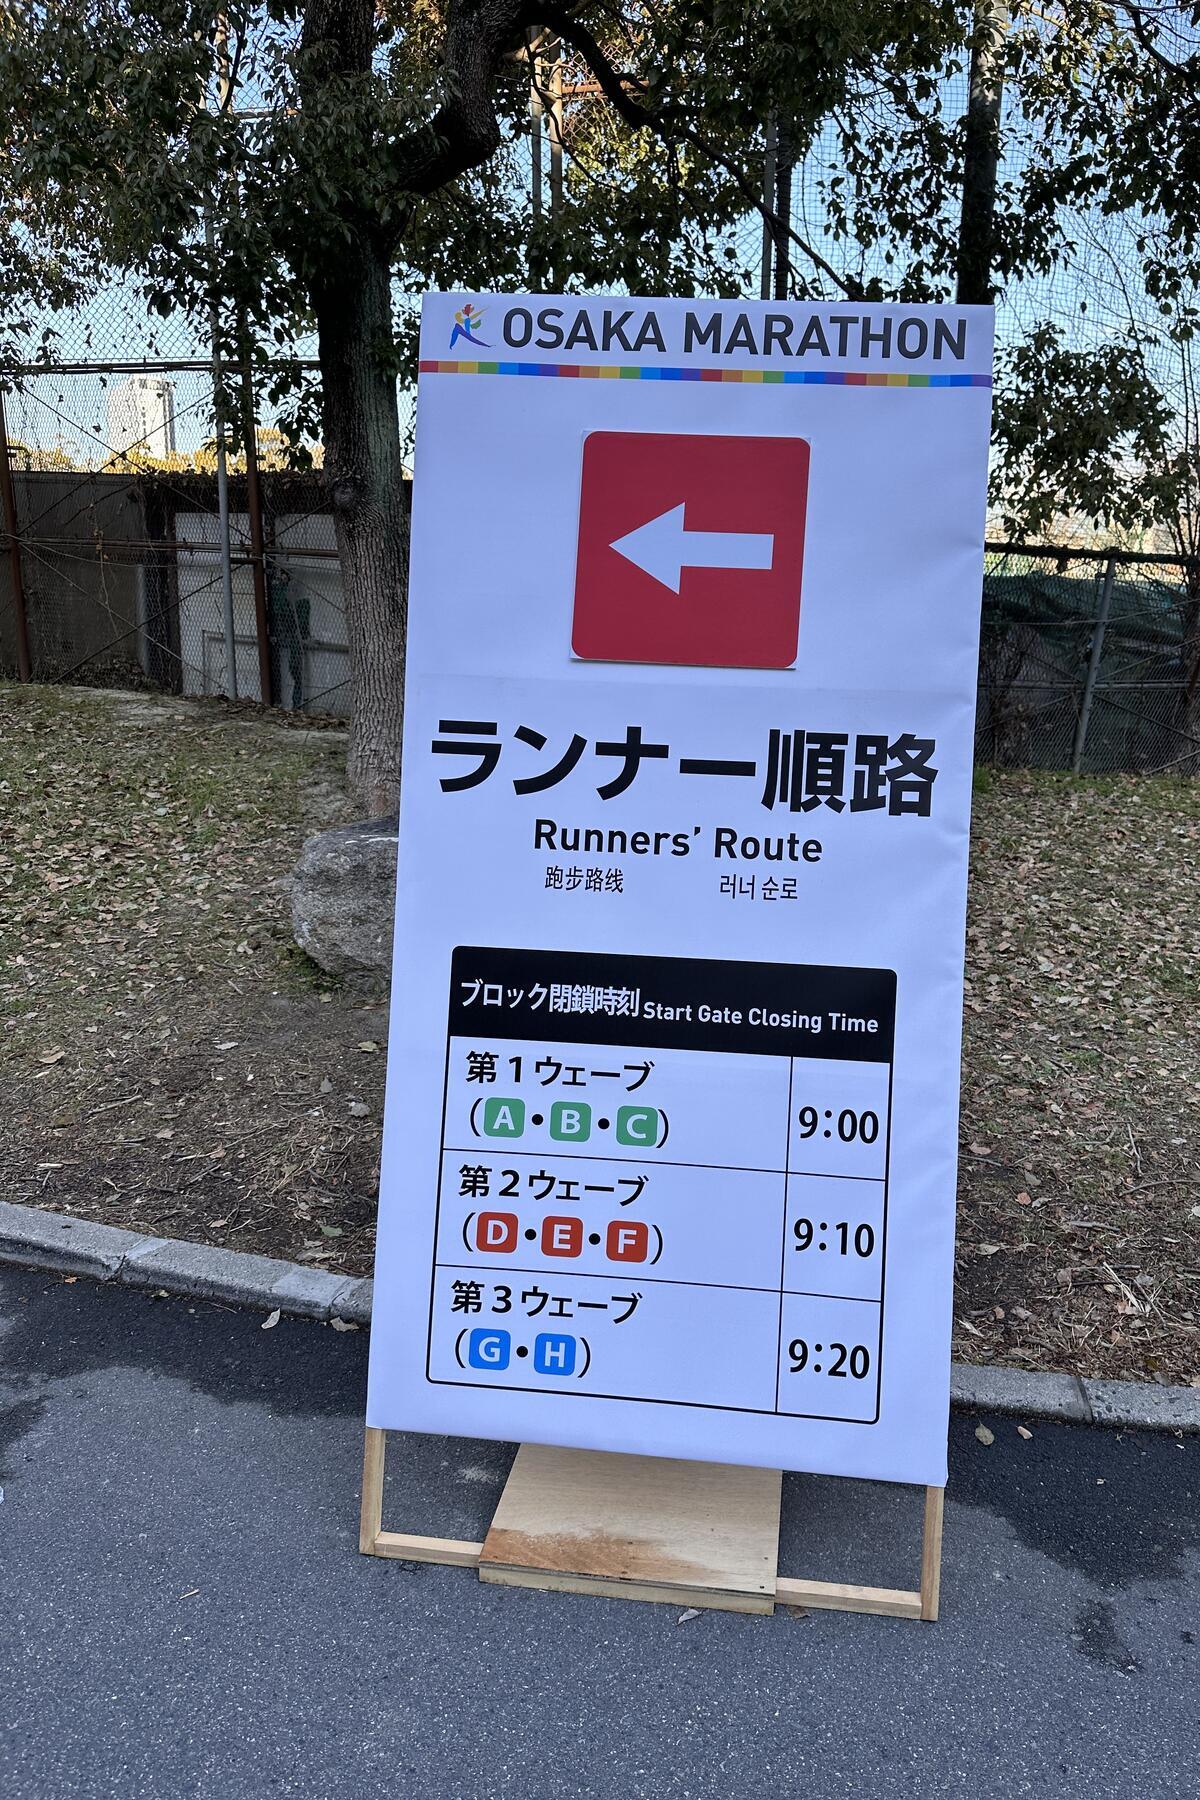 OSAKA MARATHON
ランナー順路
Runners' Route
跑步路线 러너 순로
ブロック閉鎖時刻 Start Gate Closing Time
第1ウェーブ
(A・B・C) 9:00
第2ウェーブ
(D・E・F) 9:10
第3ウェーブ
(G・H) 9:20